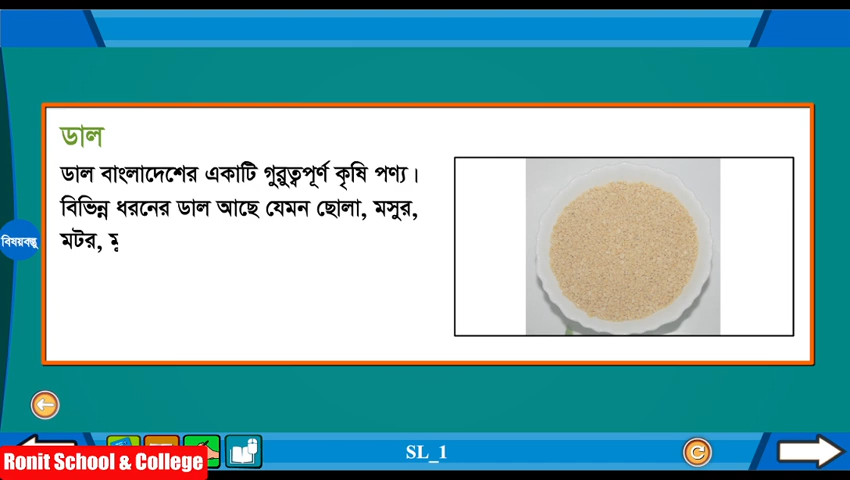 ডাল
ডাল বাংলাদেশের একাটি গুরুত্বপূর্ণ কৃষি পণ্য।
বিভিন্ন ধরনের ডাল আছে যেমন ছোলা, মসুর,
মটর, মু
বিষয়বস্তু
SL_1
Ronit School & College